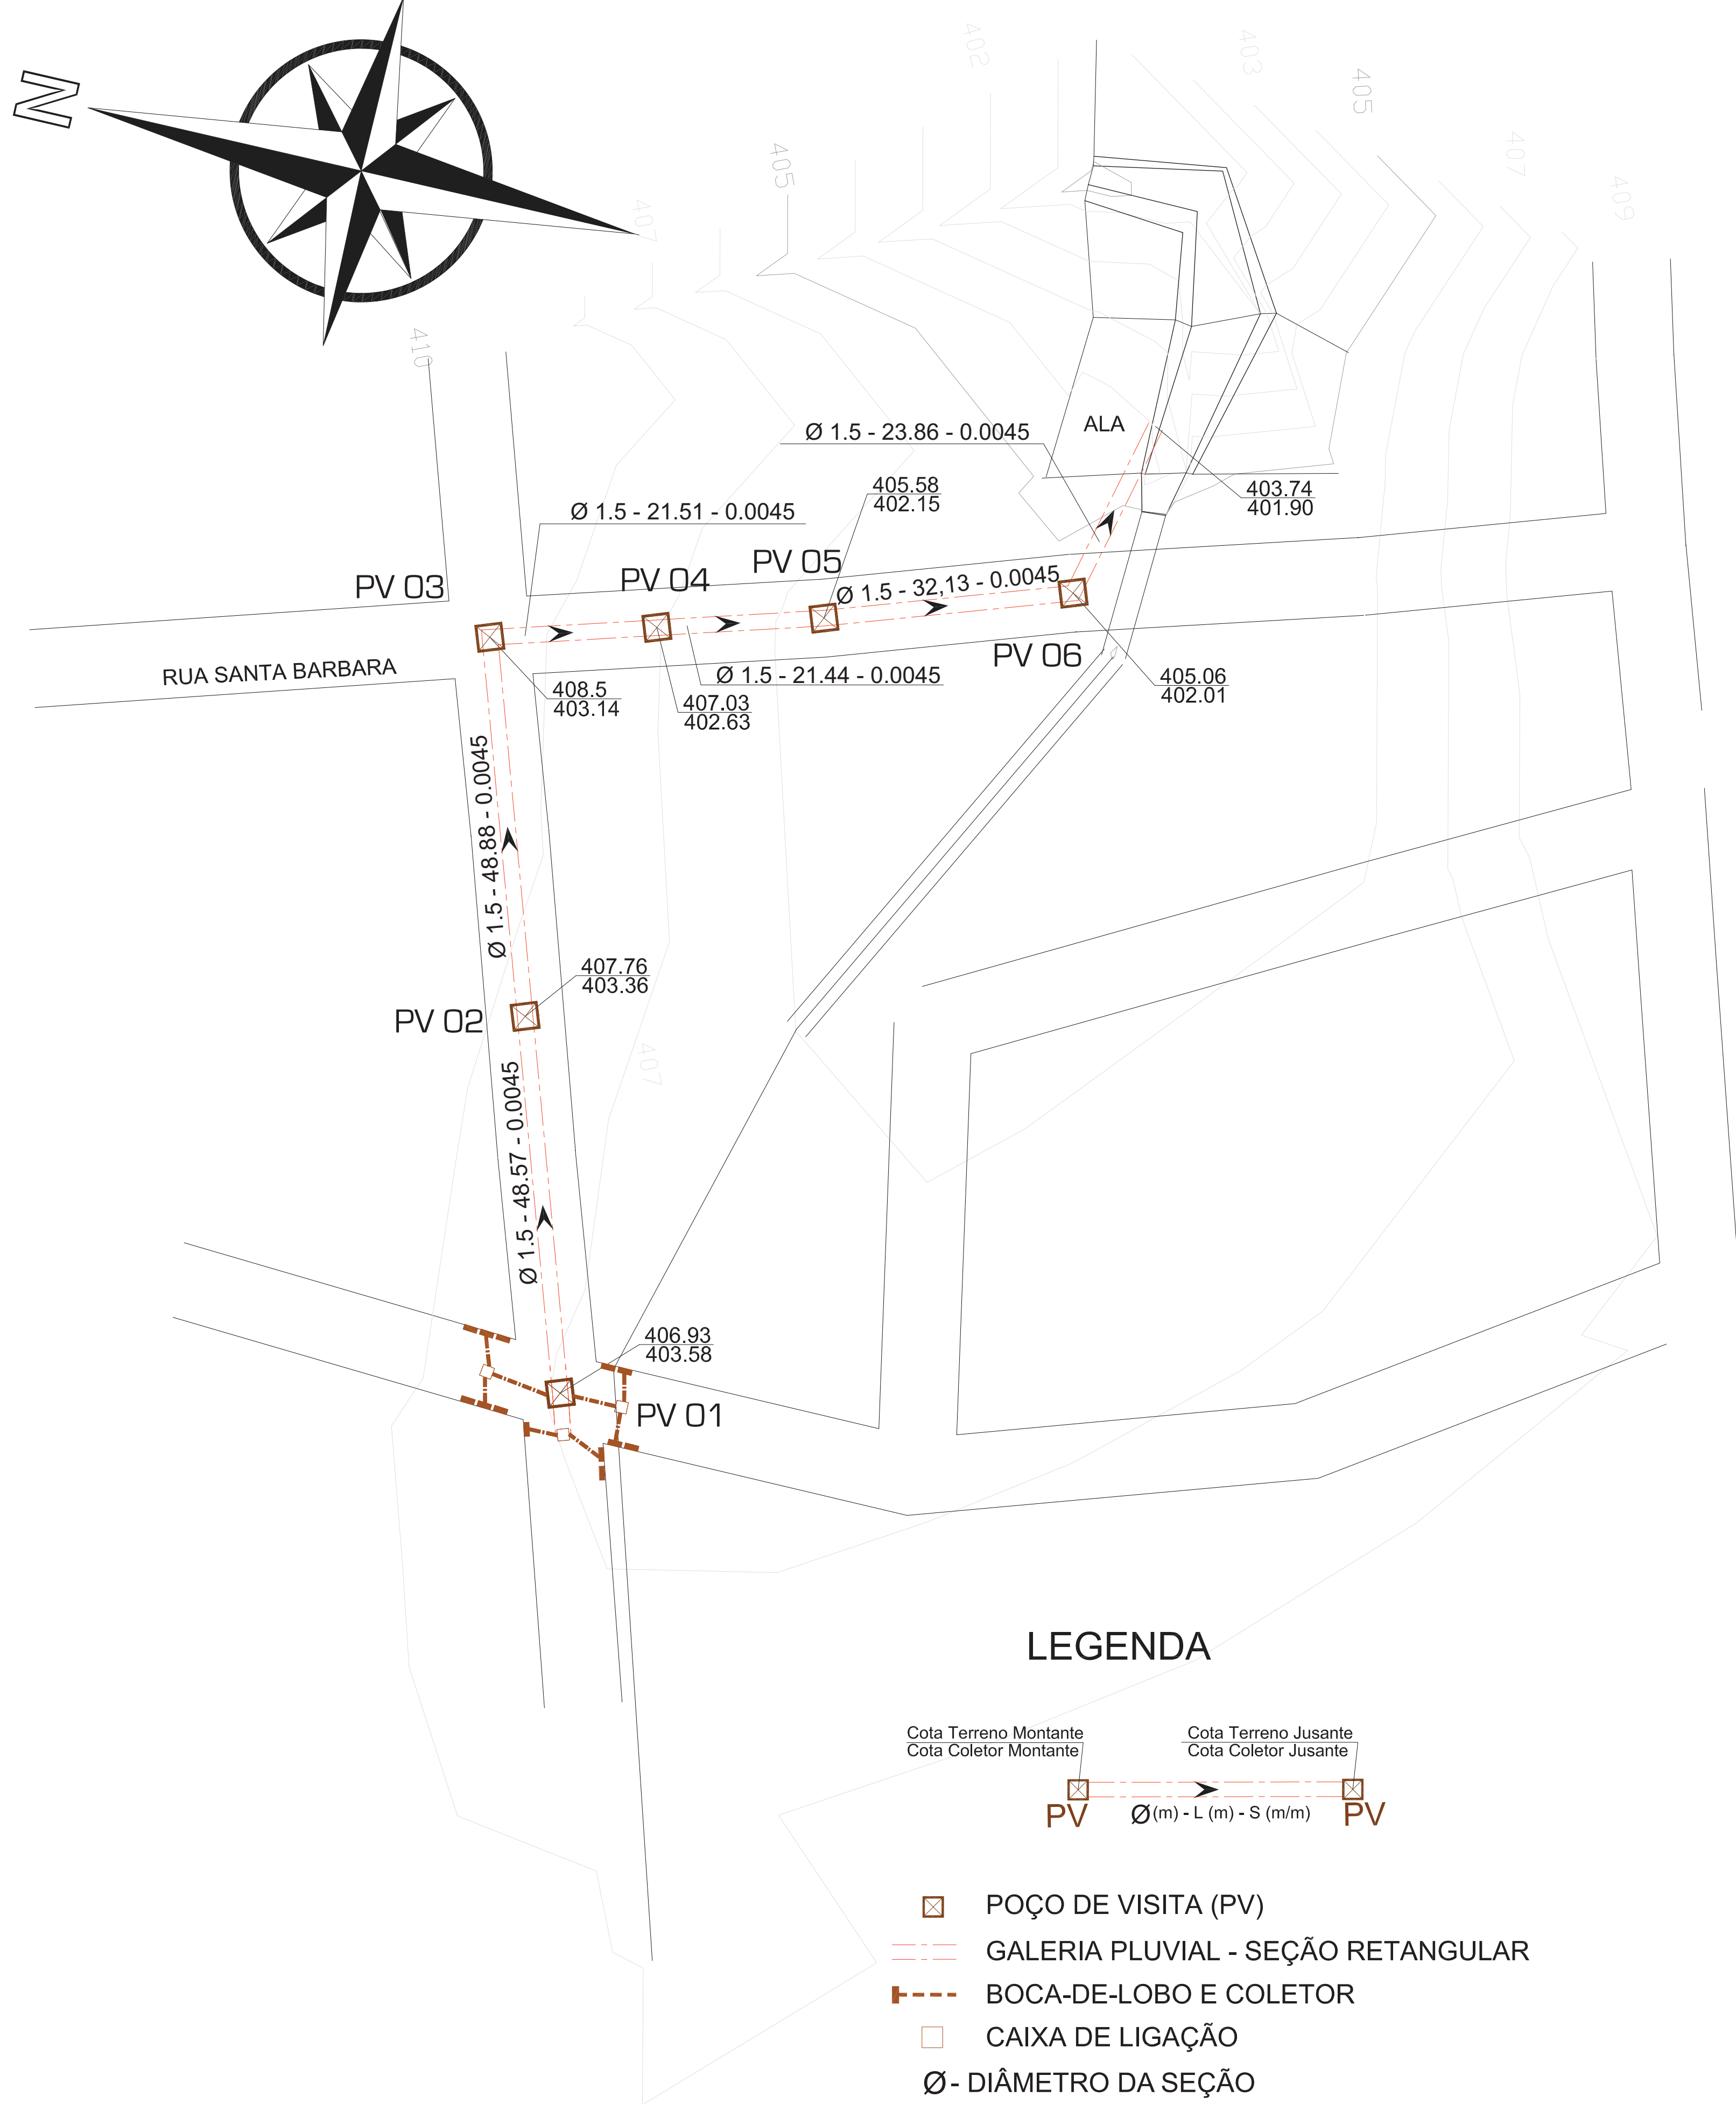 N
402
403
405
405
407
407
409
410
ALA
Ø 1.5 - 23.86 - 0.0045
405.58
402.15
403.74
401.90
Ø 1.5 - 21.51 - 0.0045
PV 03
PV 04
PV 05
Ø 1.5 - 32,13 - 0.0045
PV 06
RUA SANTA BARBARA
Ø 1.5 - 21.44 - 0.0045
408.5
403.14
407.03
402.63
405.06
402.01
Ø 1.5 - 48.88 - 0.0045
407.76
403.36
PV 02
407
Ø 1.5 - 48.57 - 0.0045
406.93
403.58
PV 01
LEGENDA
Cota Terreno Montante
Cota Coletor Montante
Cota Terreno Jusante
Cota Coletor Jusante
PV
Ø (m) - L (m) - S (m/m)
PV
POÇO DE VISITA (PV)
GALERIA PLUVIAL - SEÇÃO RETANGULAR
BOCA-DE-LOBO E COLETOR
CAIXA DE LIGAÇÃO
Ø - DIÂMETRO DA SEÇÃO